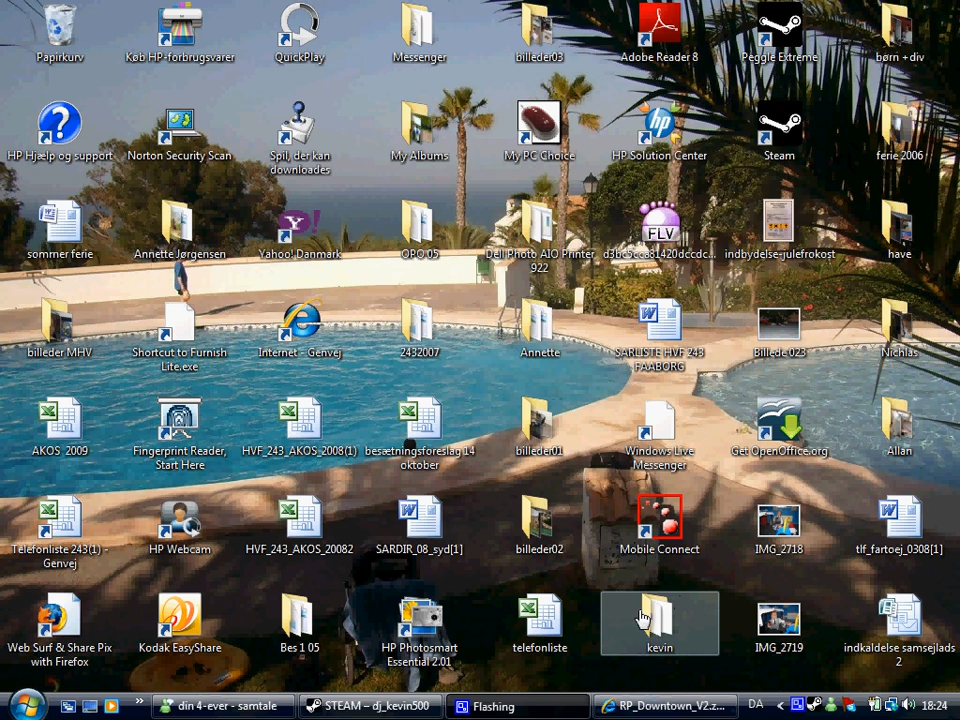 Papirkurv
Køb HP-forbrugsvarer
QuickPlay
Messenger
billeder03
Adobe Reader 8
Peggle Extreme
børn +div
HP Hjælp og support
Norton Security Scan
Spil, der kan
downloades
My Albums
My PC Choice
HP Solution Center
Steam
ferie 2006
sommer ferie
Annette Jørgensen
Yahoo! Danmark
OPO 05
Dell Photo AIO Printer
922
FLV
d3bc5cca81420dccdc...
indbydelse-julefrokost
have
billeder MHV
Shortcut to Furnish
Lite.exe
Internet - Genvej
2432007
Annette
SARLISTE HVF 243
FAABORG
Billede 023
Nichlas
AKOS 2009
Fingerprint Reader,
Start Here
HVF_243_AKOS_2008(1)
besætningsforeslag 14
oktober
billeder01
Windows Live
Messenger
Get OpenOffice.org
Allan
Telefonliste 243(1) -
Genvej
HP Webcam
HVF_243_AKOS_20082
SARDIR_08_syd[1]
billeder02
Mobile Connect
IMG_2718
tlf_fartoej_0308[1]
Web Surf & Share Pix
with Firefox
Kodak EasyShare
Bes 1 05
HP Photosmart
Essential 2.01
telefonliste
kevin
IMG_2719
indkaldelse samsejlads
2
din 4-ever - samtale
STEAM – dj_kevin500
Flashing
RP_Downtown_V2.z...
DA
18:24